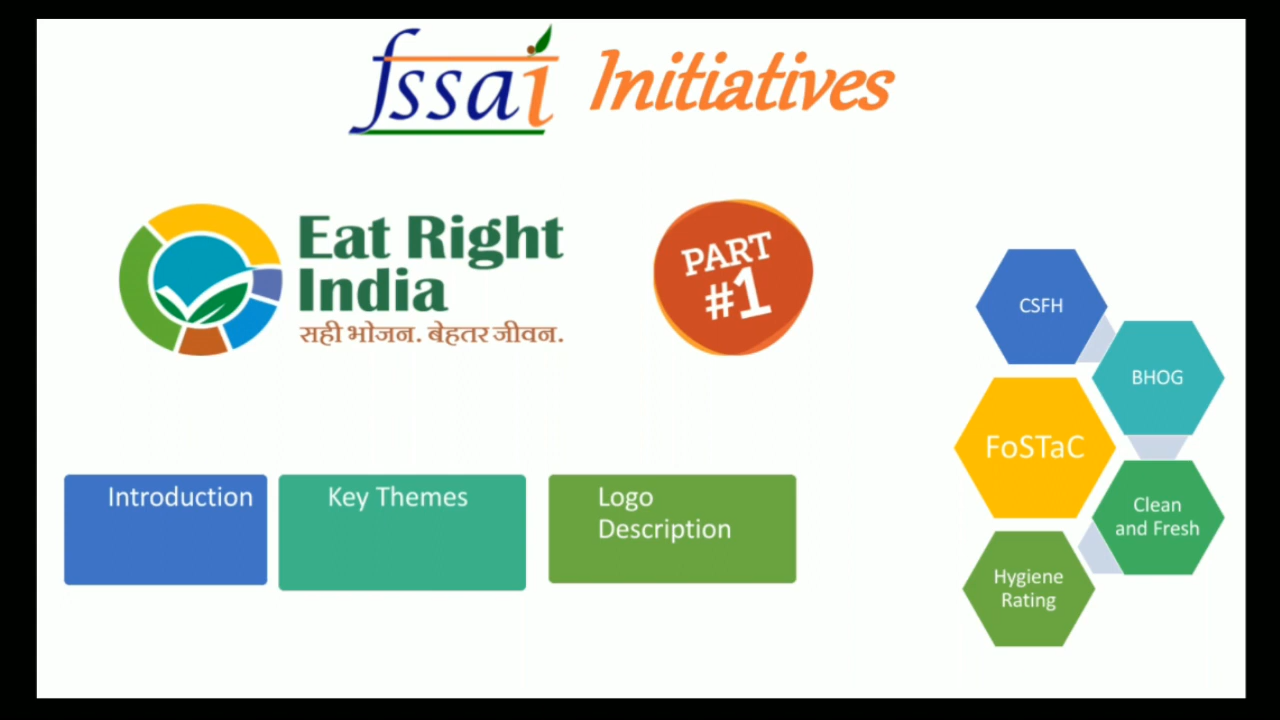 fssai Initiatives
Eat Right
India
सही भोजन. बेहतर जीवन.
PART
#1
Introduction
Key Themes
Logo
Description
CSFH
BHOG
FoSTaC
Clean
and Fresh
Hygiene
Rating